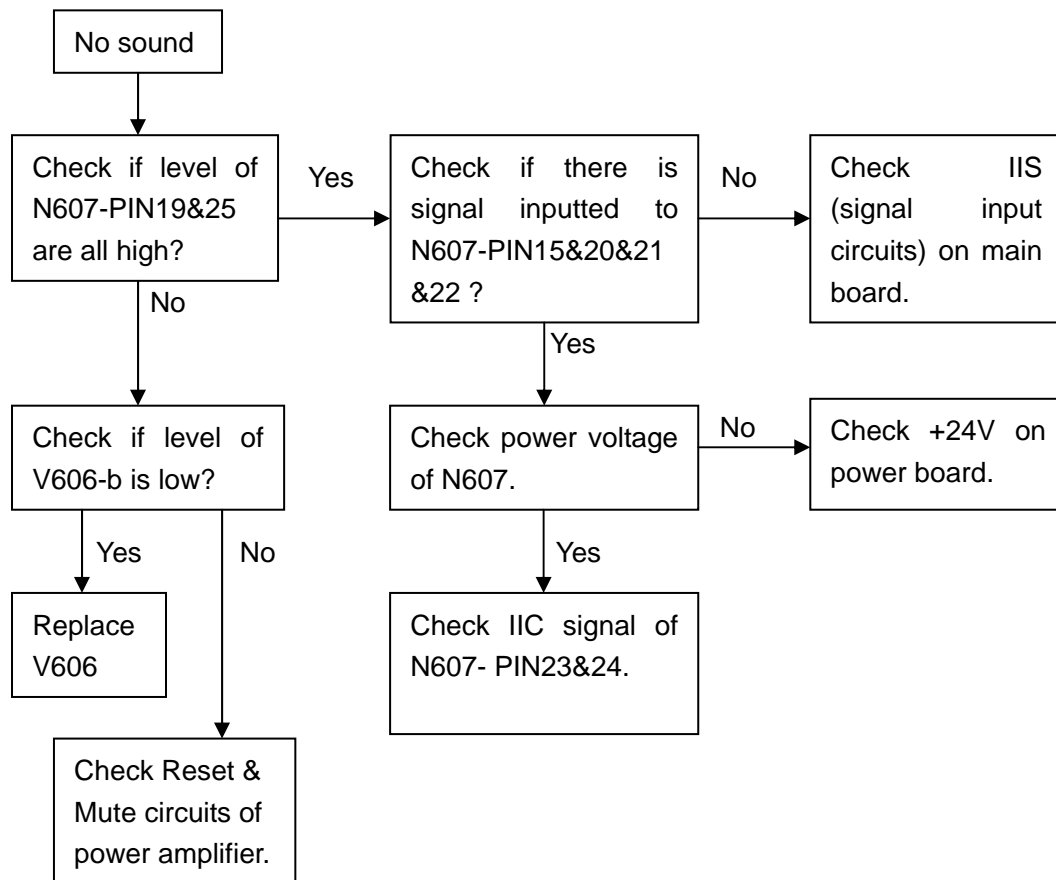 No sound
Check if level of
N607-PIN19&25
are all high?
Yes
Check if there is
signal inputted to
N607-PIN15&20&21
&22 ?
No
Check IIS
(signal input
circuits) on main
board.
No
Yes
Check if level of
V606-b is low?
Check power voltage
of N607.
No
Check +24V on
power board.
Yes
No
Yes
Replace
V606
Check IIC signal of
N607- PIN23&24.
Check Reset &
Mute circuits of
power amplifier.